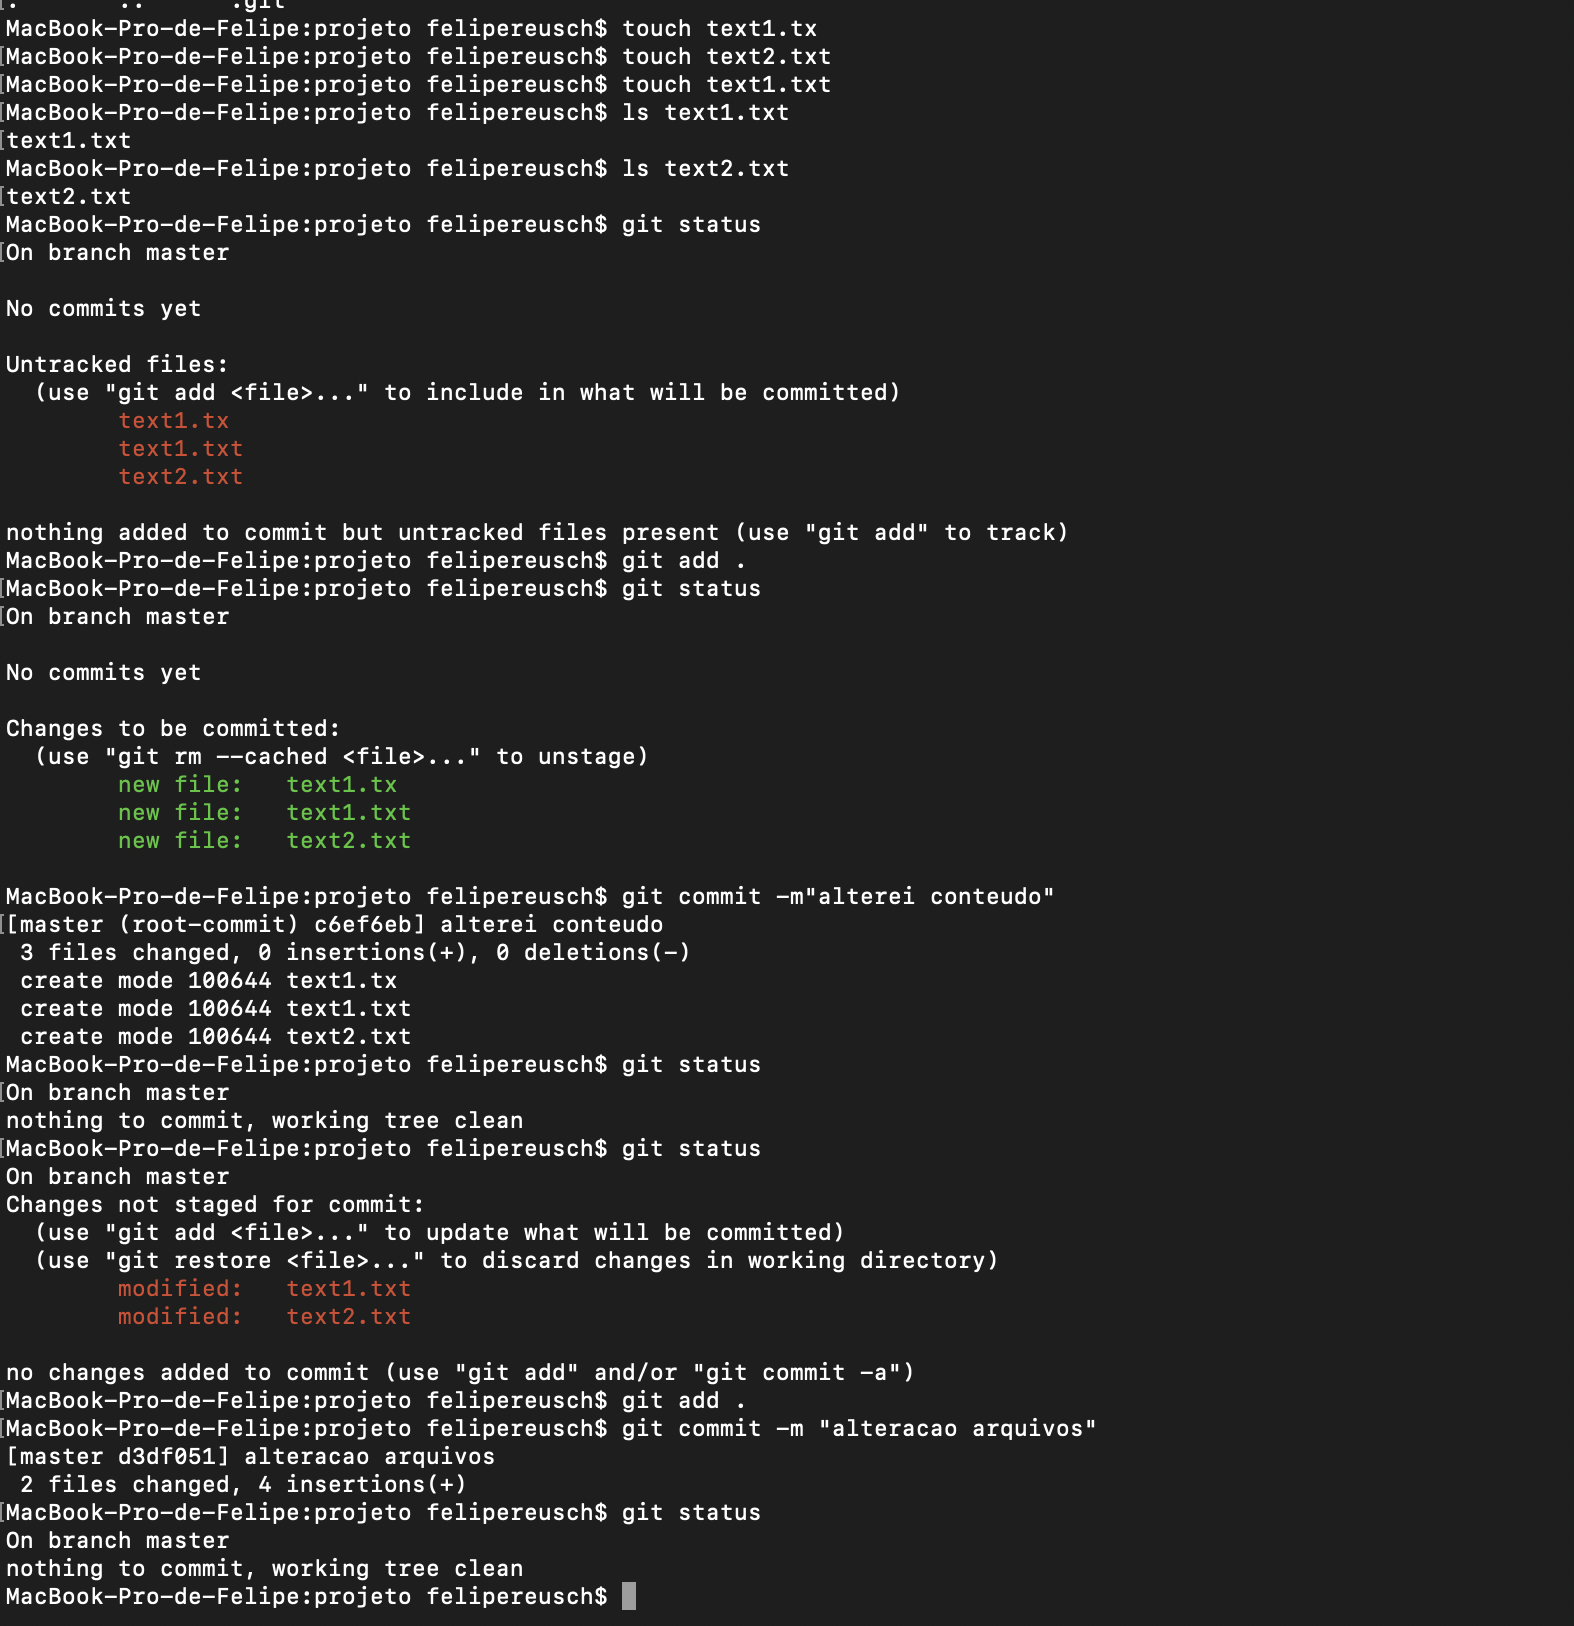 . .. .git
MacBook-Pro-de-Felipe:projeto felipereusch$ touch text1.tx
[MacBook-Pro-de-Felipe:projeto felipereusch$ touch text2.txt
[MacBook-Pro-de-Felipe:projeto felipereusch$ touch text1.txt
[MacBook-Pro-de-Felipe:projeto felipereusch$ ls text1.txt
[text1.txt
MacBook-Pro-de-Felipe:projeto felipereusch$ ls text2.txt
[text2.txt
MacBook-Pro-de-Felipe:projeto felipereusch$ git status
[On branch master

No commits yet

Untracked files:
  (use "git add <file>..." to include in what will be committed)
        text1.tx
        text1.txt
        text2.txt

nothing added to commit but untracked files present (use "git add" to track)
MacBook-Pro-de-Felipe:projeto felipereusch$ git add .
[MacBook-Pro-de-Felipe:projeto felipereusch$ git status
[On branch master

No commits yet

Changes to be committed:
  (use "git rm --cached <file>..." to unstage)
        new file:   text1.tx
        new file:   text1.txt
        new file:   text2.txt

MacBook-Pro-de-Felipe:projeto felipereusch$ git commit -m"alterei conteudo"
[[master (root-commit) c6ef6eb] alterei conteudo
 3 files changed, 0 insertions(+), 0 deletions(-)
 create mode 100644 text1.tx
 create mode 100644 text1.txt
 create mode 100644 text2.txt
MacBook-Pro-de-Felipe:projeto felipereusch$ git status
[On branch master
nothing to commit, working tree clean
[MacBook-Pro-de-Felipe:projeto felipereusch$ git status
On branch master
Changes not staged for commit:
  (use "git add <file>..." to update what will be committed)
  (use "git restore <file>..." to discard changes in working directory)
        modified:   text1.txt
        modified:   text2.txt

no changes added to commit (use "git add" and/or "git commit -a")
[MacBook-Pro-de-Felipe:projeto felipereusch$ git add .
[MacBook-Pro-de-Felipe:projeto felipereusch$ git commit -m "alteracao arquivos"
[master d3df051] alteracao arquivos
 2 files changed, 4 insertions(+)
[MacBook-Pro-de-Felipe:projeto felipereusch$ git status
On branch master
nothing to commit, working tree clean
MacBook-Pro-de-Felipe:projeto felipereusch$